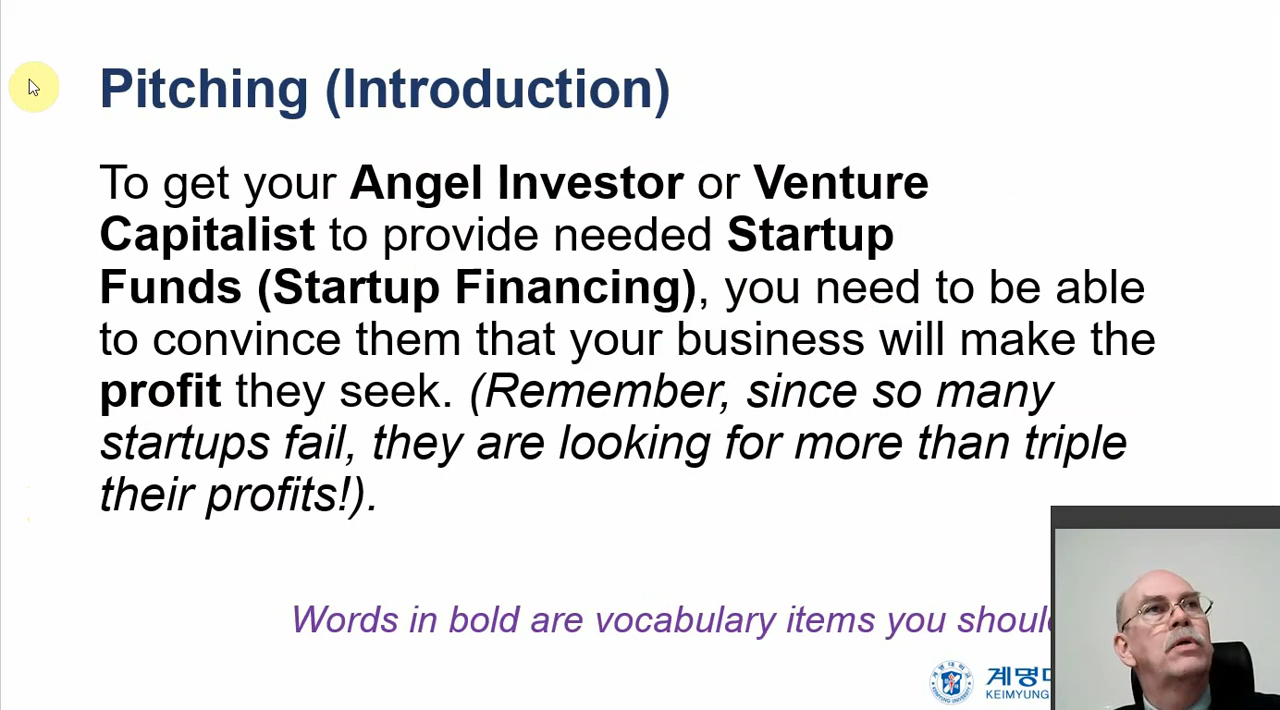 Pitching (Introduction)
To get your Angel Investor or Venture
Capitalist to provide needed Startup
Funds (Startup Financing), you need to be able
to convince them that your business will make the
profit they seek. (Remember, since so many
startups fail, they are looking for more than triple
their profits!).
Words in bold are vocabulary items you shoul
계명대
KEIMYUNG